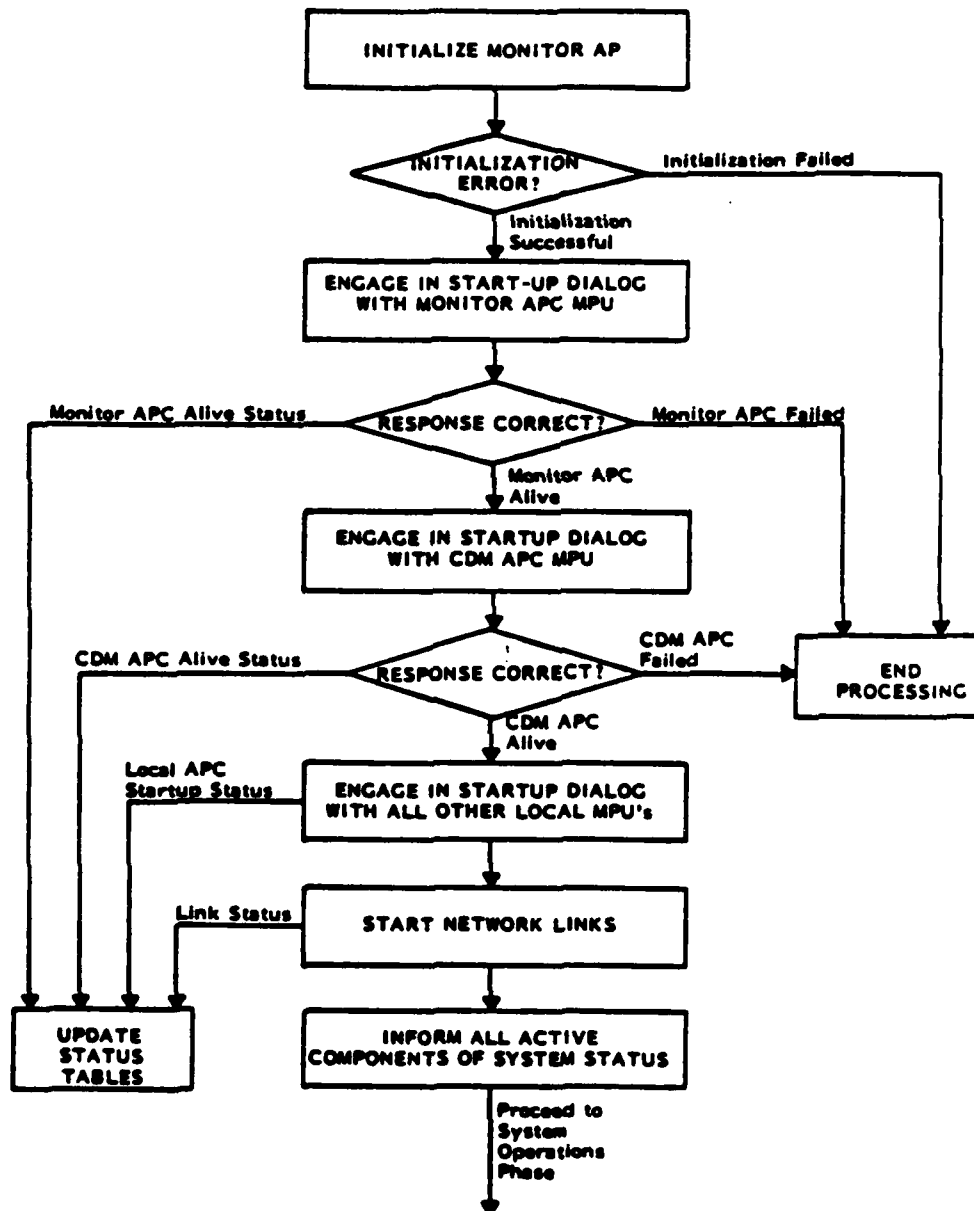 INITIALIZE MONITOR AP
INITIALIZATION
ERROR?
Initialization Failed
Initialization
Successful
ENGAGE IN START-UP DIALOG
WITH MONITOR APC MPU
Monitor APC Alive Status
RESPONSE CORRECT?
Monitor APC Failed
Monitor APC
Alive
ENGAGE IN STARTUP DIALOG
WITH CDM APC MPU
CDM APC Alive Status
RESPONSE CORRECT?
CDM APC
Failed
END
PROCESSING
CDM APC
Alive
Local APC
Startup Status
ENGAGE IN STARTUP DIALOG
WITH ALL OTHER LOCAL MPU's
Link Status
START NETWORK LINKS
UPDATE
STATUS
TABLES
INFORM ALL ACTIVE
COMPONENTS OF SYSTEM STATUS
Proceed to
System
Operations
Phase